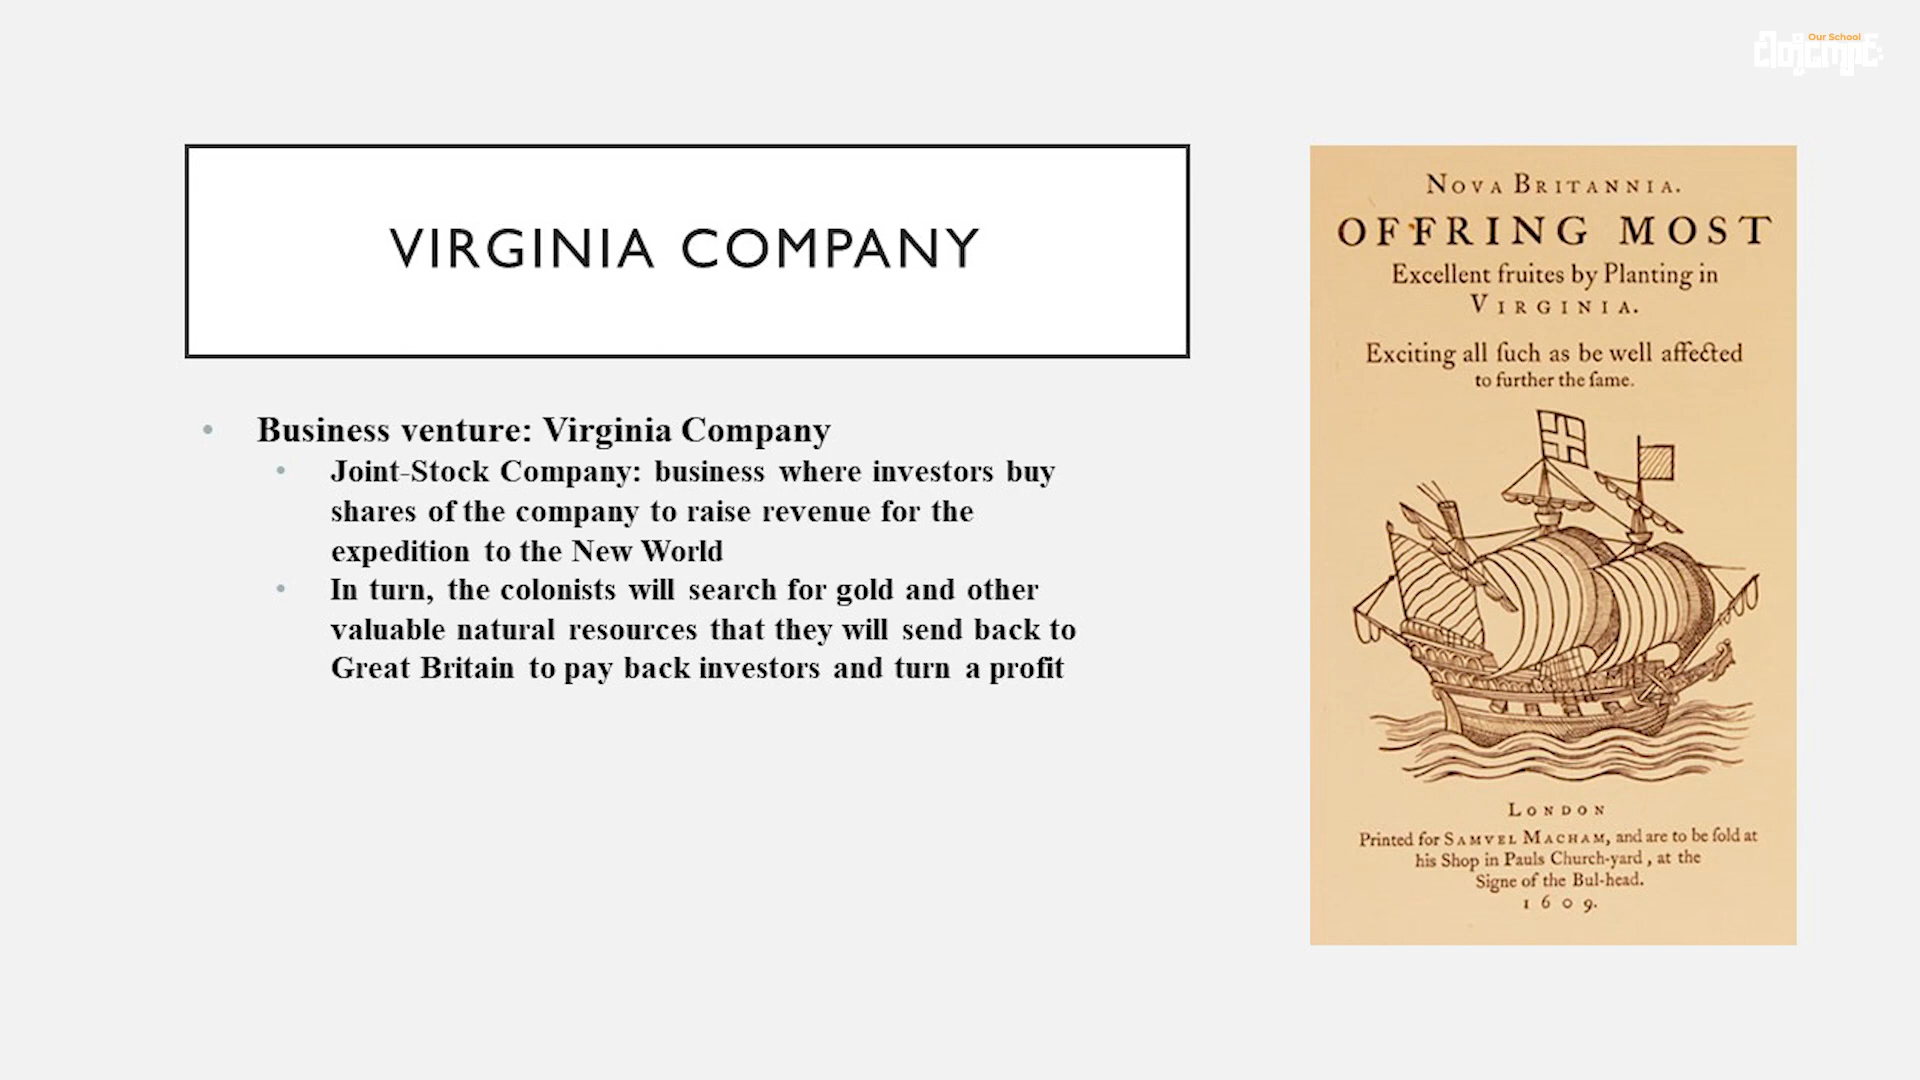 Our School
ငါတို့ကျောင်း
VIRGINIA COMPANY
• Business venture: Virginia Company
• Joint-Stock Company: business where investors buy
shares of the company to raise revenue for the
expedition to the New World
• In turn, the colonists will search for gold and other
valuable natural resources that they will send back to
Great Britain to pay back investors and turn a profit
NOVA BRITANNIA.
OFFRING MOST
Excellent fruites by Planting in
VIRGINIA.
Exciting all ſuch as be well affected
to further the ſame.
LONDON
Printed for SAMVEL MACHAM, and are to be ſold at
his Shop in Pauls Church-yard, at the
Signe of the Bul-head.
1609.